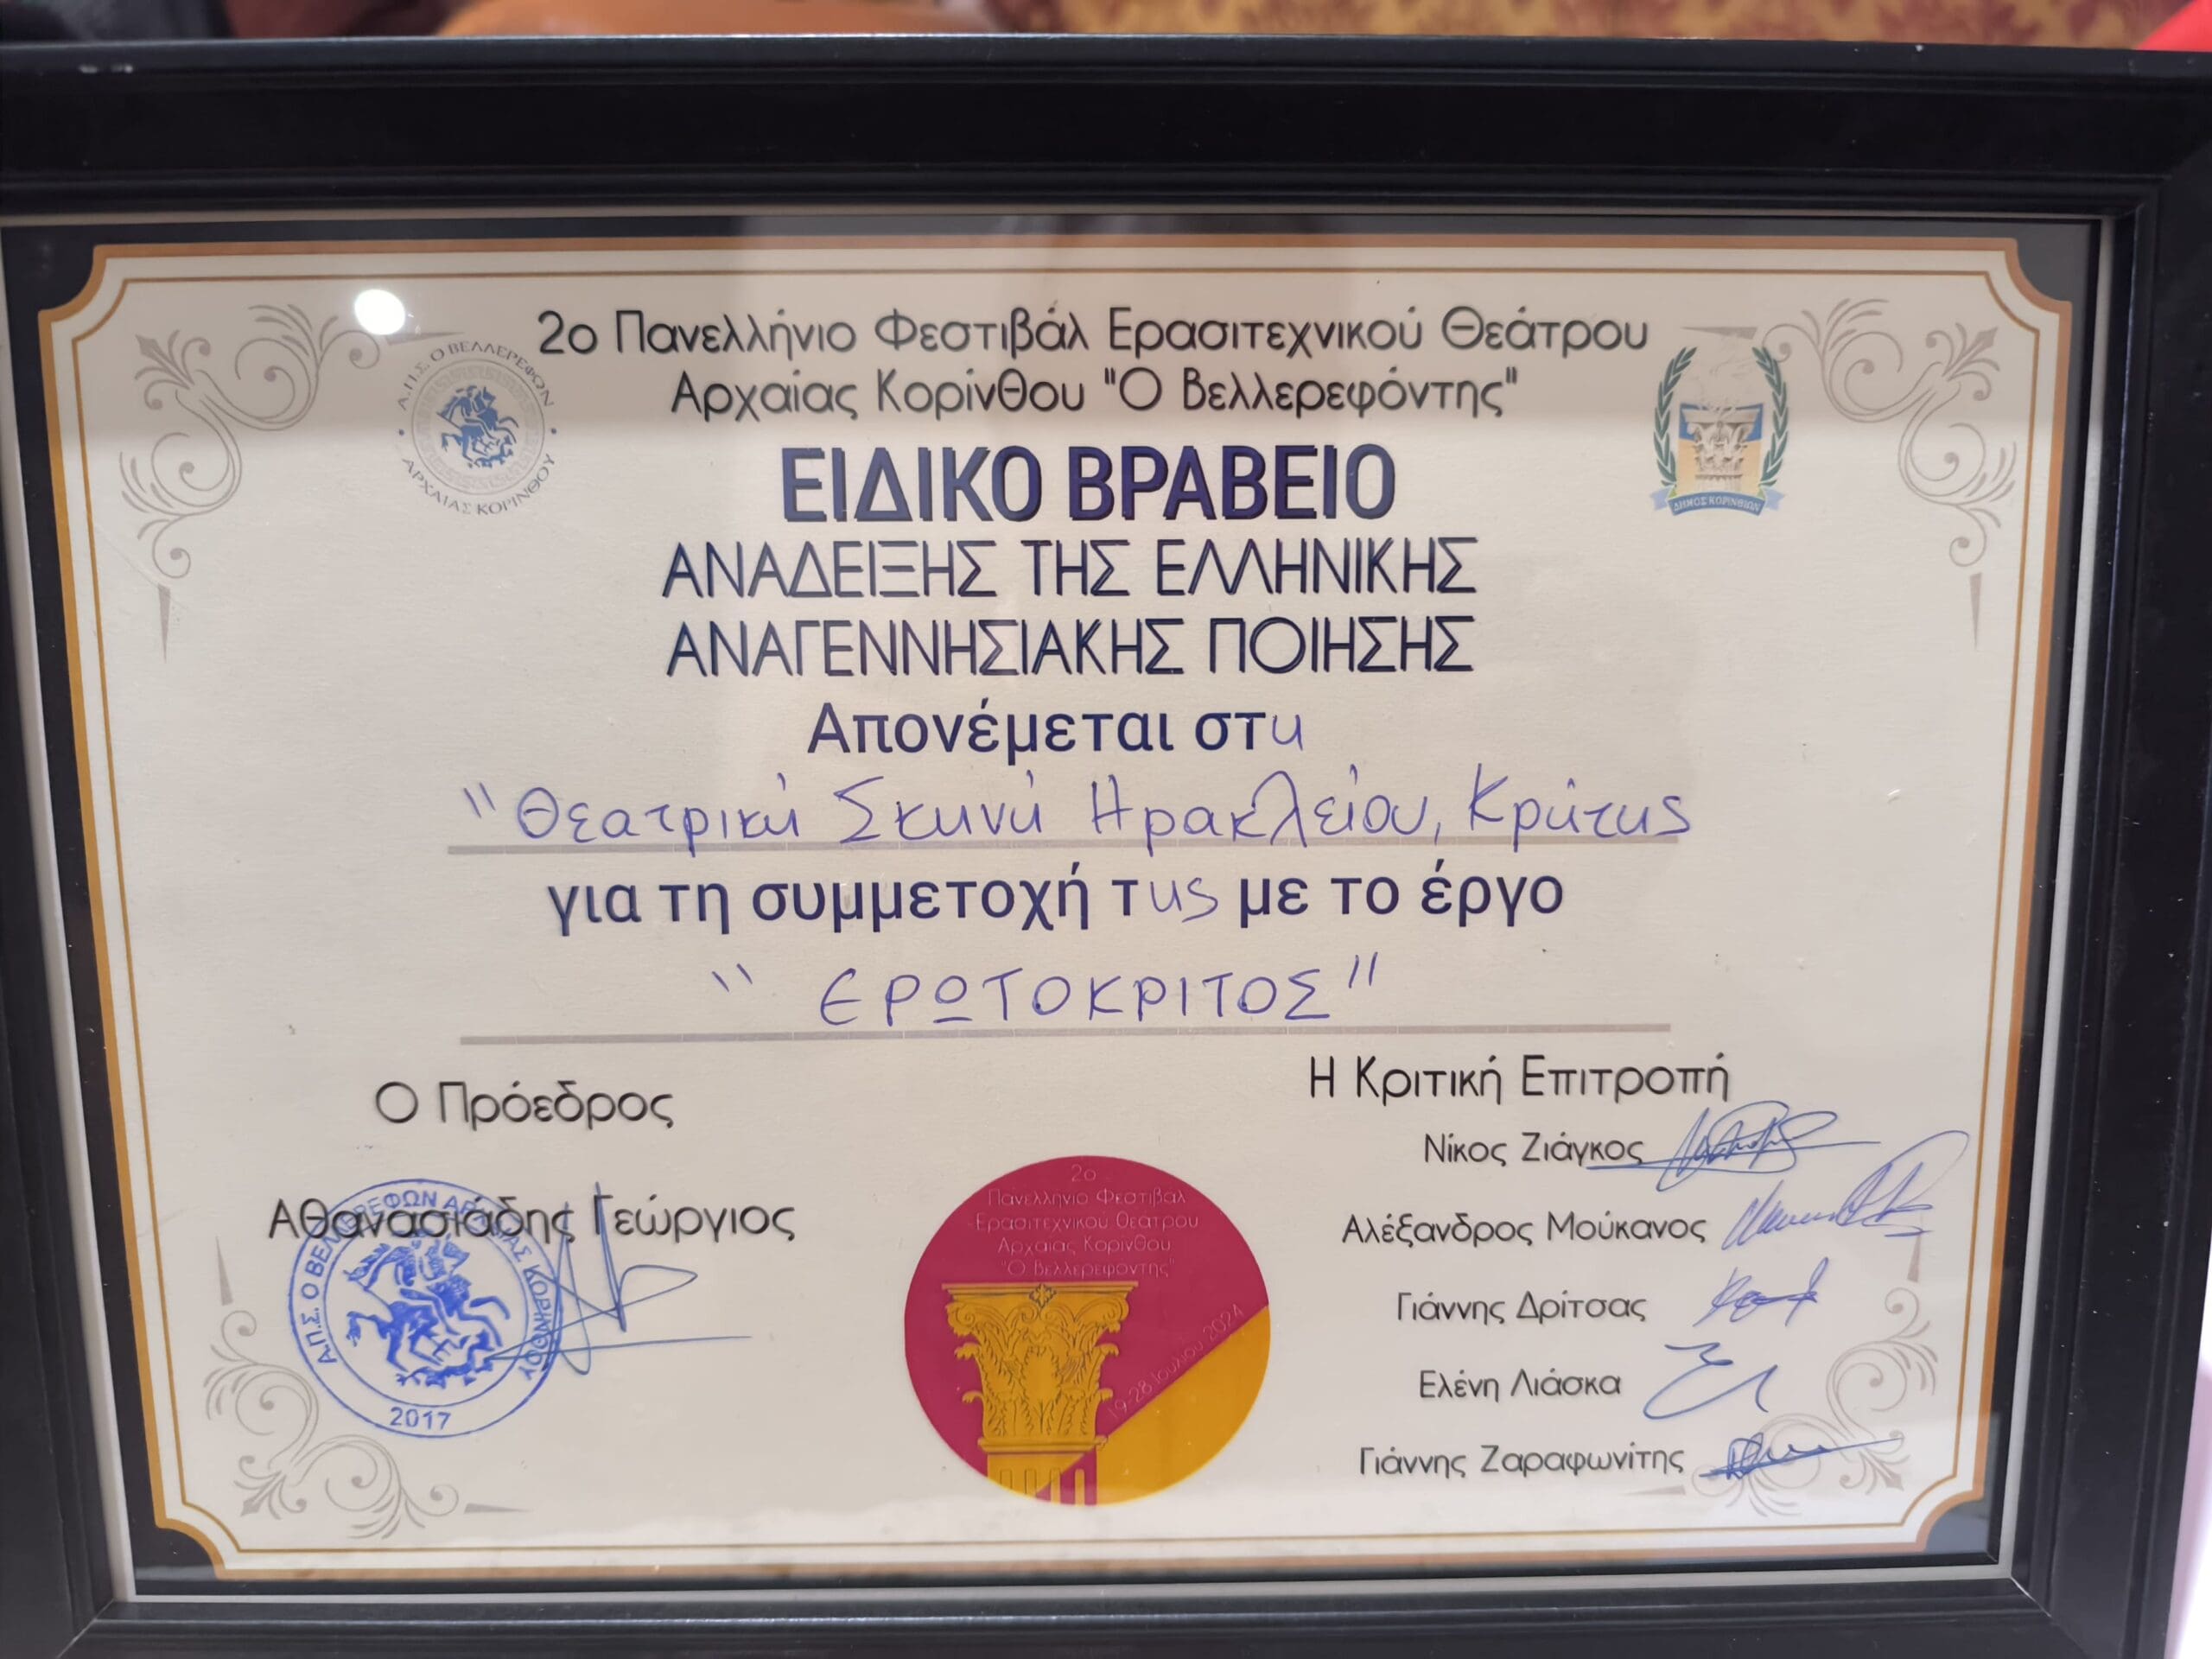 2ο Πανελλήνιο Φεστιβάλ Ερασιτεχνικού Θεάτρου
Αρχαίας Κορίνθου "Ο Βελλερεφόντης"
Α.Π.Σ. Ο ΒΕΛΛΕΡΕΦΩΝ
ΑΡΧΑΙΑΣ ΚΟΡΙΝΘΟΥ
ΔΗΜΟΣ ΚΟΡΙΝΘΙΩΝ
ΕΙΔΙΚΟ ΒΡΑΒΕΙΟ
ΑΝΑΔΕΙΞΗΣ ΤΗΣ ΕΛΛΗΝΙΚΗΣ
ΑΝΑΓΕΝΝΗΣΙΑΚΗΣ ΠΟΙΗΣΗΣ
Απονέμεται στη
"Θεατρική Σκηνή Ηρακλείου, Κρήτης
για τη συμμετοχή της με το έργο
"ΕΡΩΤΟΚΡΙΤΟΣ"
Ο Πρόεδρος
Αθανασιάδης Γεώργιος
Α.Π.Σ. Ο ΒΕΛΛΕΡΕΦΩΝ ΑΡΧΑΙΑΣ ΚΟΡΙΝΘΟΥ
2017
2ο
Πανελλήνιο Φεστιβάλ
Ερασιτεχνικού Θεάτρου
Αρχαίας Κορίνθου
"Ο Βελλερεφόντης"
19-28 Ιουλίου 2024
Η Κριτική Επιτροπή
Νίκος Ζιάγκος
Αλέξανδρος Μούκανος
Γιάννης Δρίτσας
Ελένη Λιάσκα
Γιάννης Ζαραφωνίτης